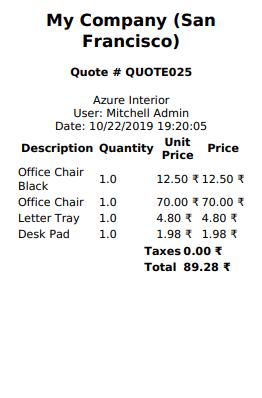 My Company (San
Francisco)
Quote # QUOTE025
Azure Interior
User: Mitchell Admin
Date: 10/22/2019 19:20:05
Description Quantity Unit Price Price
Office Chair Black 1.0 12.50 ₹ 12.50 ₹
Office Chair 1.0 70.00 ₹ 70.00 ₹
Letter Tray 1.0 4.80 ₹ 4.80 ₹
Desk Pad 1.0 1.98 ₹ 1.98 ₹
Taxes 0.00 ₹
Total 89.28 ₹